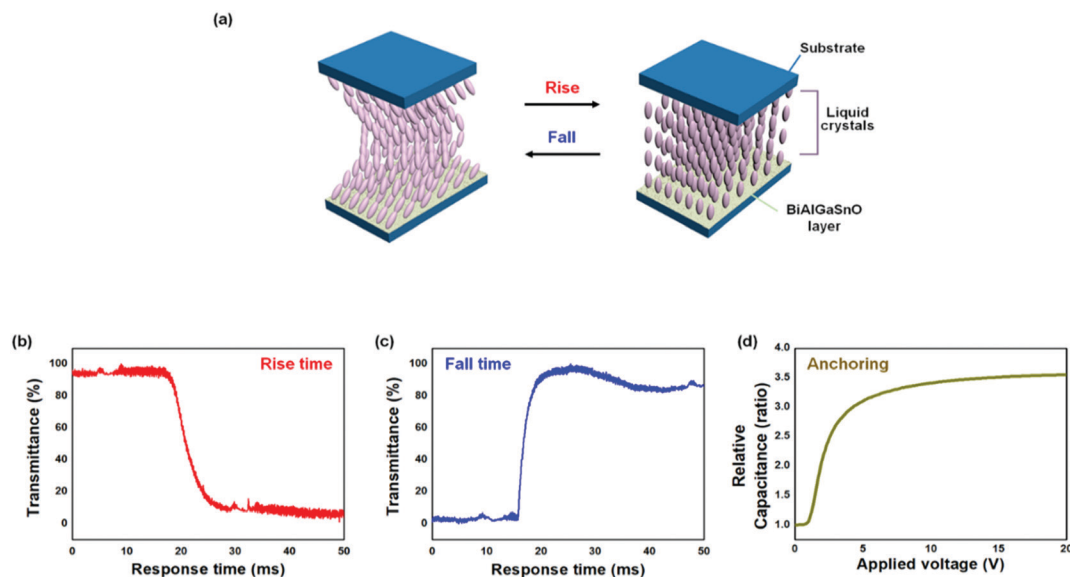 (a)
Substrate
Rise
Liquid
crystals
Fall
BiAlGaSnO
layer
(b)
Rise time
Transmittance (%)
100
80
60
40
20
0
0 10 20 30 40 50
Response time (ms)
(c)
Fall time
Transmittance (%)
100
80
60
40
20
0
0 10 20 30 40 50
Response time (ms)
(d)
Anchoring
Relative
Capacitance (ratio)
4.0
3.5
3.0
2.5
2.0
1.5
1.0
0 5 10 15 20
Applied voltage (V)